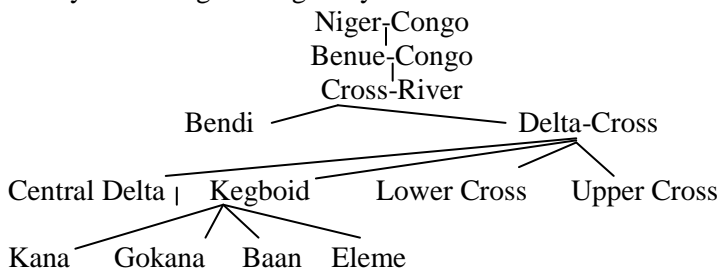 Niger-Congo
Benue-Congo
Cross-River
Bendi Delta-Cross
Central Delta Kegboid Lower Cross Upper Cross
Kana Gokana Baan Eleme